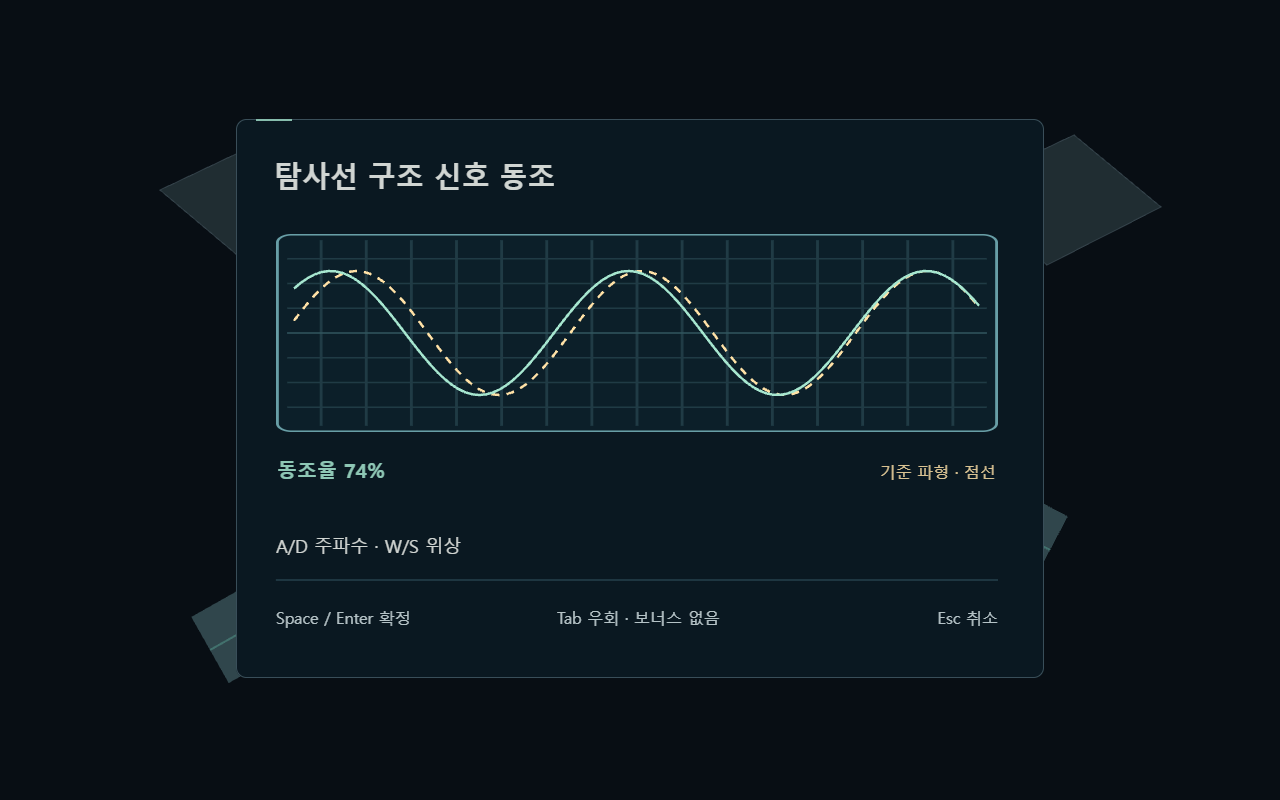 탐사선 구조 신호 동조
동조율 74%
기준 파형 · 점선
A/D 주파수 · W/S 위상
Space / Enter 확정
Tab 우회 · 보너스 없음
Esc 취소